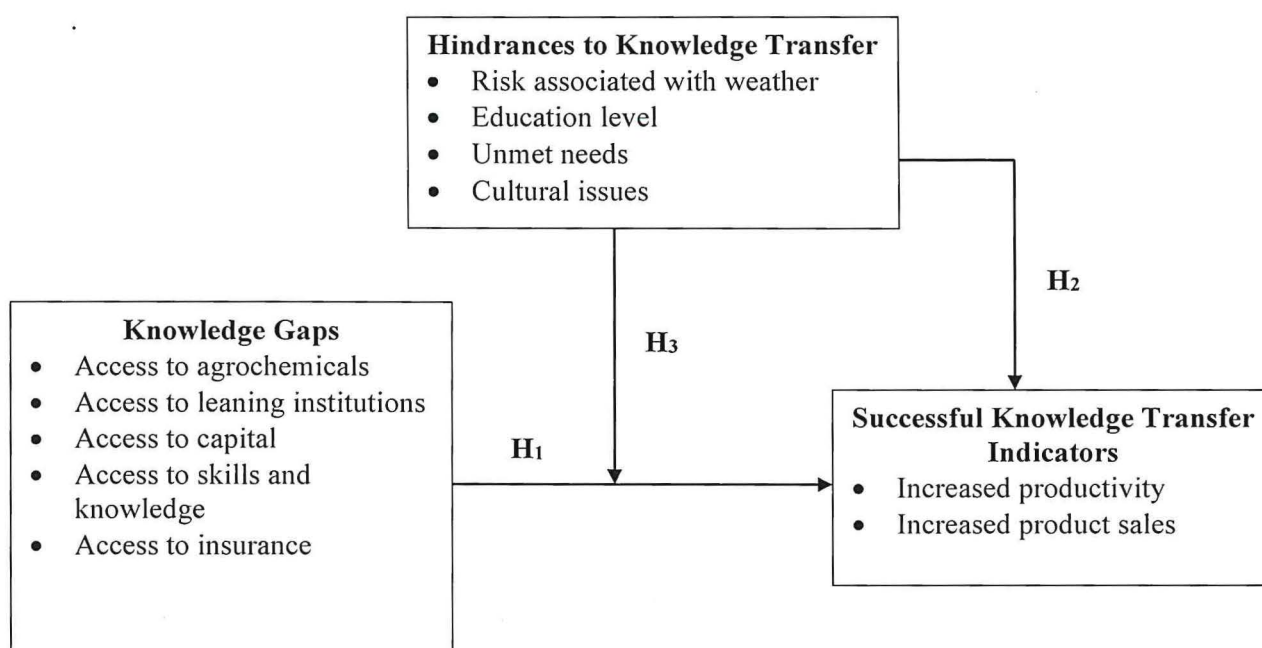 Hindrances to Knowledge Transfer
• Risk associated with weather
• Education level
• Unmet needs
• Cultural issues
H₂
H₃
Knowledge Gaps
• Access to agrochemicals
• Access to leaning institutions
• Access to capital
• Access to skills and
knowledge
• Access to insurance
H₁
Successful Knowledge Transfer
Indicators
• Increased productivity
• Increased product sales